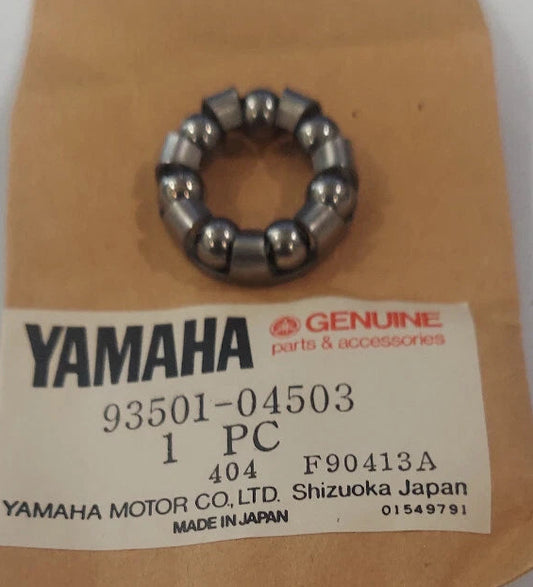 YAMAHA GENUINE
parts & accessories
93501-04503
1 PC
404 F90413A
YAMAHA MOTOR CO., LTD. Shizuoka Japan
MADE IN JAPAN 01549791